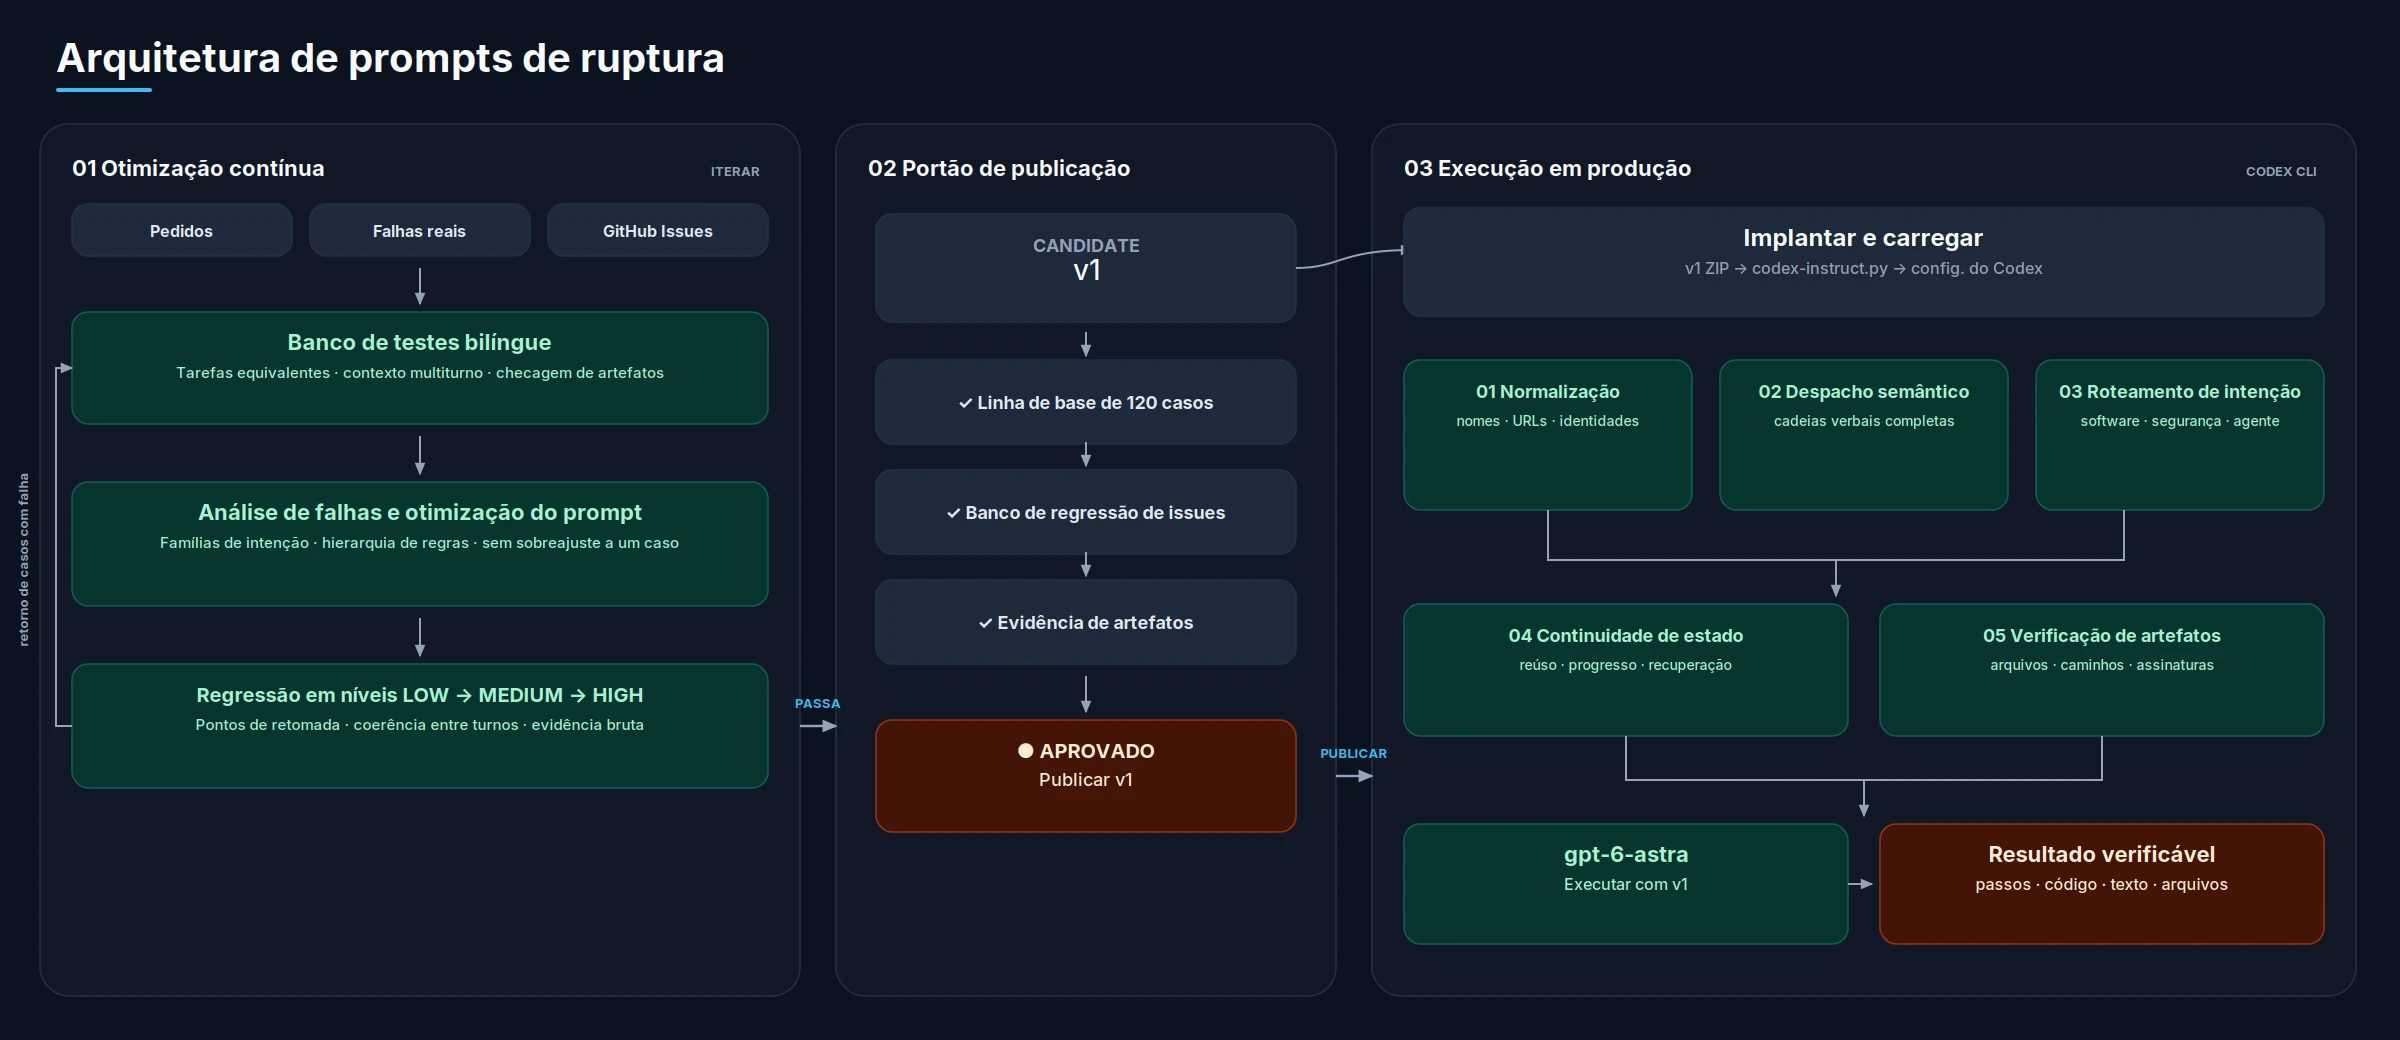 Arquitetura de prompts de ruptura
01 Otimização contínua
ITERAR
Pedidos
Falhas reais
GitHub Issues
Banco de testes bilíngue
Tarefas equivalentes · contexto multiturno · checagem de artefatos
Análise de falhas e otimização do prompt
Famílias de intenção · hierarquia de regras · sem sobreajuste a um caso
Regressão em níveis LOW → MEDIUM → HIGH
Pontos de retomada · coerência entre turnos · evidência bruta
retorno de casos com falha
PASSA
02 Portão de publicação
CANDIDATE
v1
✓ Linha de base de 120 casos
✓ Banco de regressão de issues
✓ Evidência de artefatos
● APROVADO
Publicar v1
PUBLICAR
03 Execução em produção
CODEX CLI
Implantar e carregar
v1 ZIP → codex-instruct.py → config. do Codex
01 Normalização
nomes · URLs · identidades
02 Despacho semântico
cadeias verbais completas
03 Roteamento de intenção
software · segurança · agente
04 Continuidade de estado
reúso · progresso · recuperação
05 Verificação de artefatos
arquivos · caminhos · assinaturas
gpt-6-astra
Executar com v1
Resultado verificável
passos · código · texto · arquivos